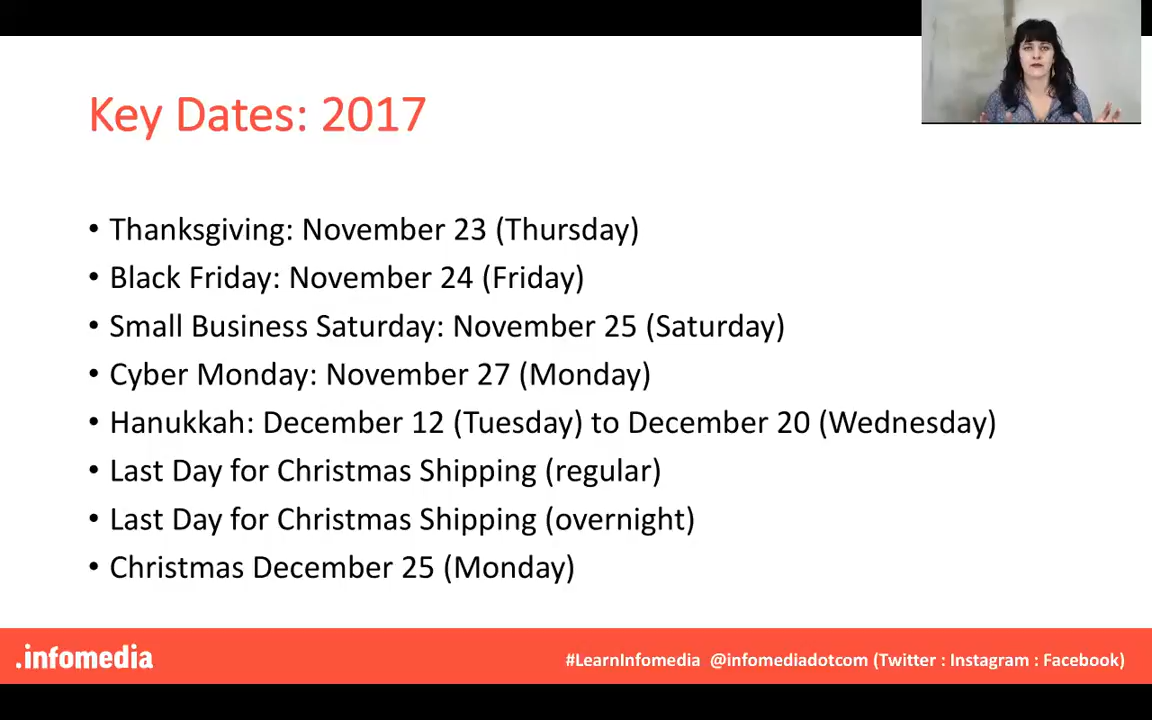 Key Dates: 2017
• Thanksgiving: November 23 (Thursday)
• Black Friday: November 24 (Friday)
• Small Business Saturday: November 25 (Saturday)
• Cyber Monday: November 27 (Monday)
• Hanukkah: December 12 (Tuesday) to December 20 (Wednesday)
• Last Day for Christmas Shipping (regular)
• Last Day for Christmas Shipping (overnight)
• Christmas December 25 (Monday)
.infomedia
#LearnInfomedia @infomediadotcom (Twitter : Instagram : Facebook)